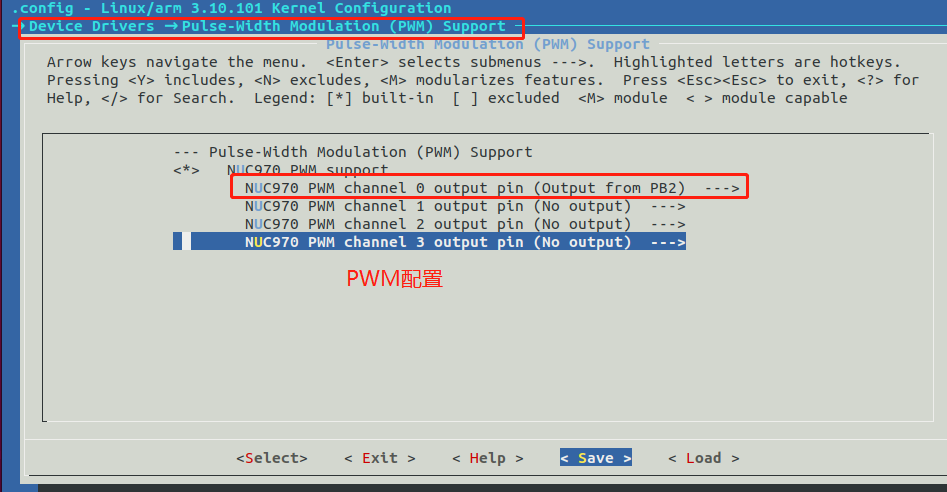 .config - Linux/arm 3.10.101 Kernel Configuration
→ Device Drivers → Pulse-Width Modulation (PWM) Support
Pulse-Width Modulation (PWM) Support
Arrow keys navigate the menu.  <Enter> selects submenus --->.  Highlighted letters are hotkeys.
Pressing <Y> includes, <N> excludes, <M> modularizes features.  Press <Esc><Esc> to exit, <?> for
Help, </> for Search.  Legend: [*] built-in  [ ] excluded  <M> module  < > module capable
--- Pulse-Width Modulation (PWM) Support
<*>   NUC970 PWM support
NUC970 PWM channel 0 output pin (Output from PB2)  --->
NUC970 PWM channel 1 output pin (No output)  --->
NUC970 PWM channel 2 output pin (No output)  --->
NUC970 PWM channel 3 output pin (No output)  --->
PWM配置
<Select>    < Exit >    < Help >    < Save >    < Load >